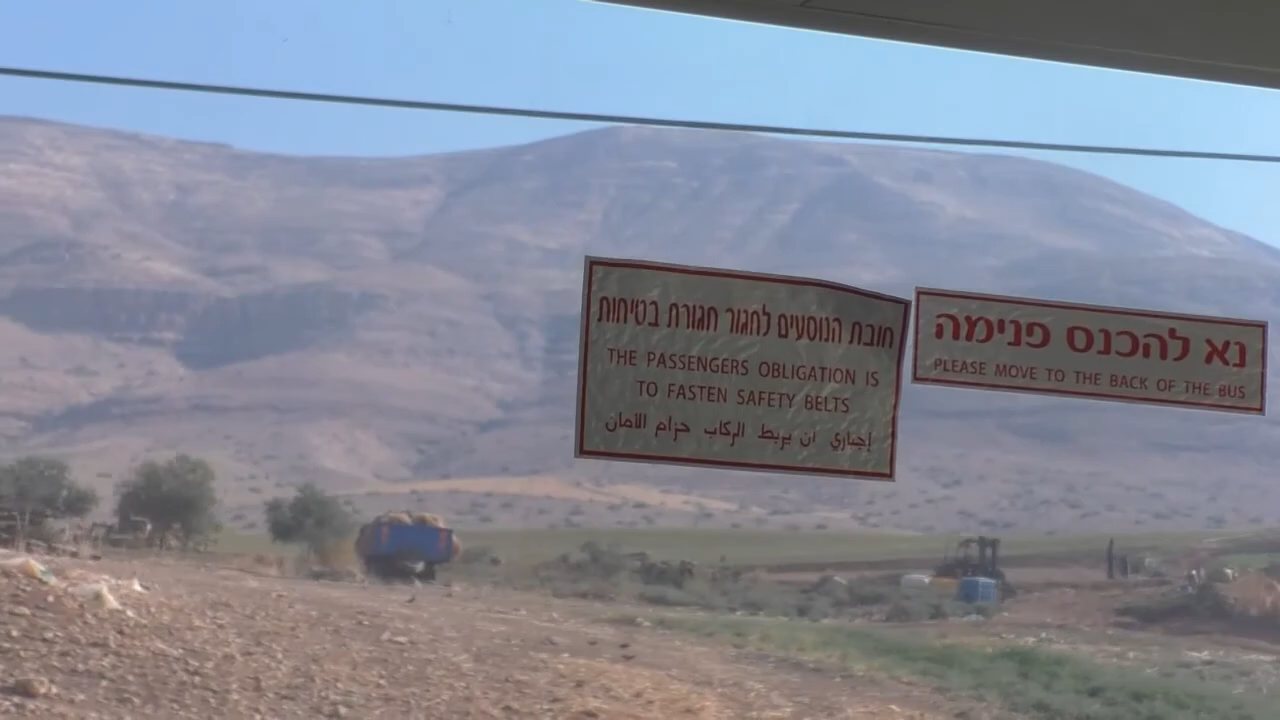 חובת הנוסעים לחגור חגורת בטיחות
THE PASSENGERS OBLIGATION IS
TO FASTEN SAFETY BELTS
إجباري ان يربط الركاب حزام الامان
נא להכנס פנימה
PLEASE MOVE TO THE BACK OF THE BUS